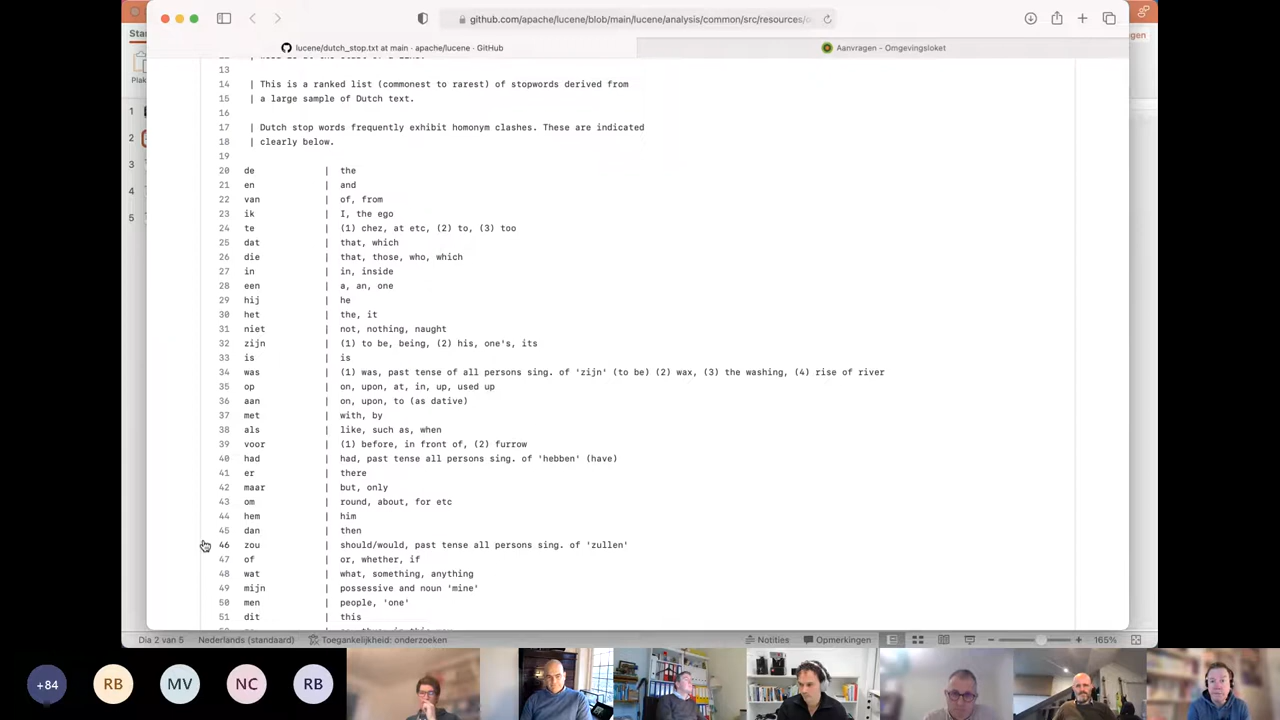 Star
github.com/apache/lucene/blob/main/lucene/analysis/common/src/resources/o
ngen
lucene/dutch_stop.txt at main · apache/lucene · GitHub
Aanvragen – Omgevingsloket
Plak
13
14 | This is a ranked list (commonest to rarest) of stopwords derived from
15 | a large sample of Dutch text.
16
17 | Dutch stop words frequently exhibit homonym clashes. These are indicated
18 | clearly below.
19
20 de | the
21 en | and
22 van | of, from
23 ik | I, the ego
24 te | (1) chez, at etc, (2) to, (3) too
25 dat | that, which
26 die | that, those, who, which
27 in | in, inside
28 een | a, an, one
29 hij | he
30 het | the, it
31 niet | not, nothing, naught
32 zijn | (1) to be, being, (2) his, one's, its
33 is | is
34 was | (1) was, past tense of all persons sing. of 'zijn' (to be) (2) wax, (3) the washing, (4) rise of river
35 op | on, upon, at, in, up, used up
36 aan | on, upon, to (as dative)
37 met | with, by
38 als | like, such as, when
39 voor | (1) before, in front of, (2) furrow
40 had | had, past tense all persons sing. of 'hebben' (have)
41 er | there
42 maar | but, only
43 om | round, about, for etc
44 hem | him
45 dan | then
46 zou | should/would, past tense all persons sing. of 'zullen'
47 of | or, whether, if
48 wat | what, something, anything
49 mijn | possessive and noun 'mine'
50 men | people, 'one'
51 dit | this
1
2
3
4
5
Dia 2 van 5
Nederlands (standaard)
Toegankelijkheid: onderzoeken
Notities
Opmerkingen
165%
+84
RB
MV
NC
RB